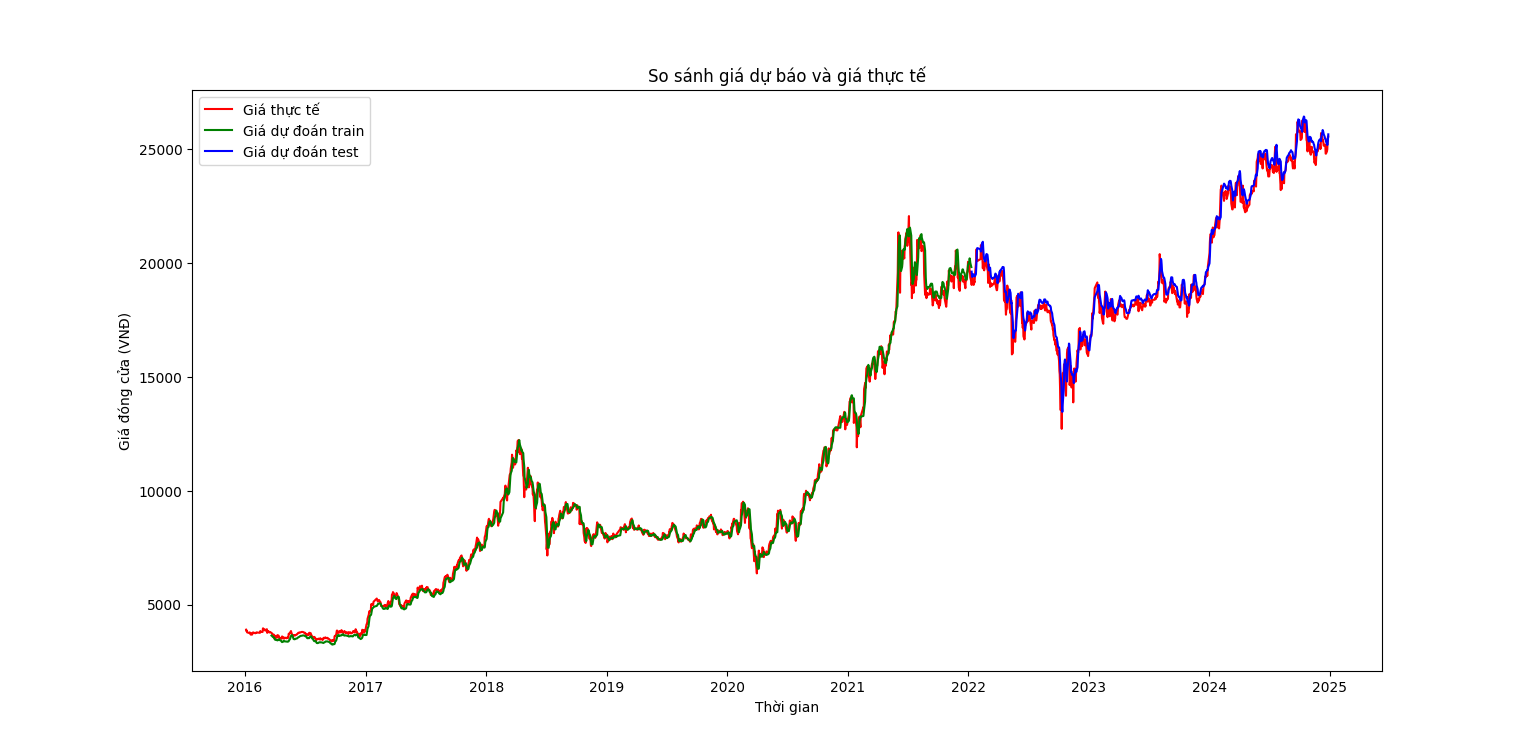 So sánh giá dự báo và giá thực tế
Giá thực tế
Giá dự đoán train
Giá dự đoán test
Giá đóng cửa (VNĐ)
25000
20000
15000
10000
5000
2016 2017 2018 2019 2020 2021 2022 2023 2024 2025
Thời gian